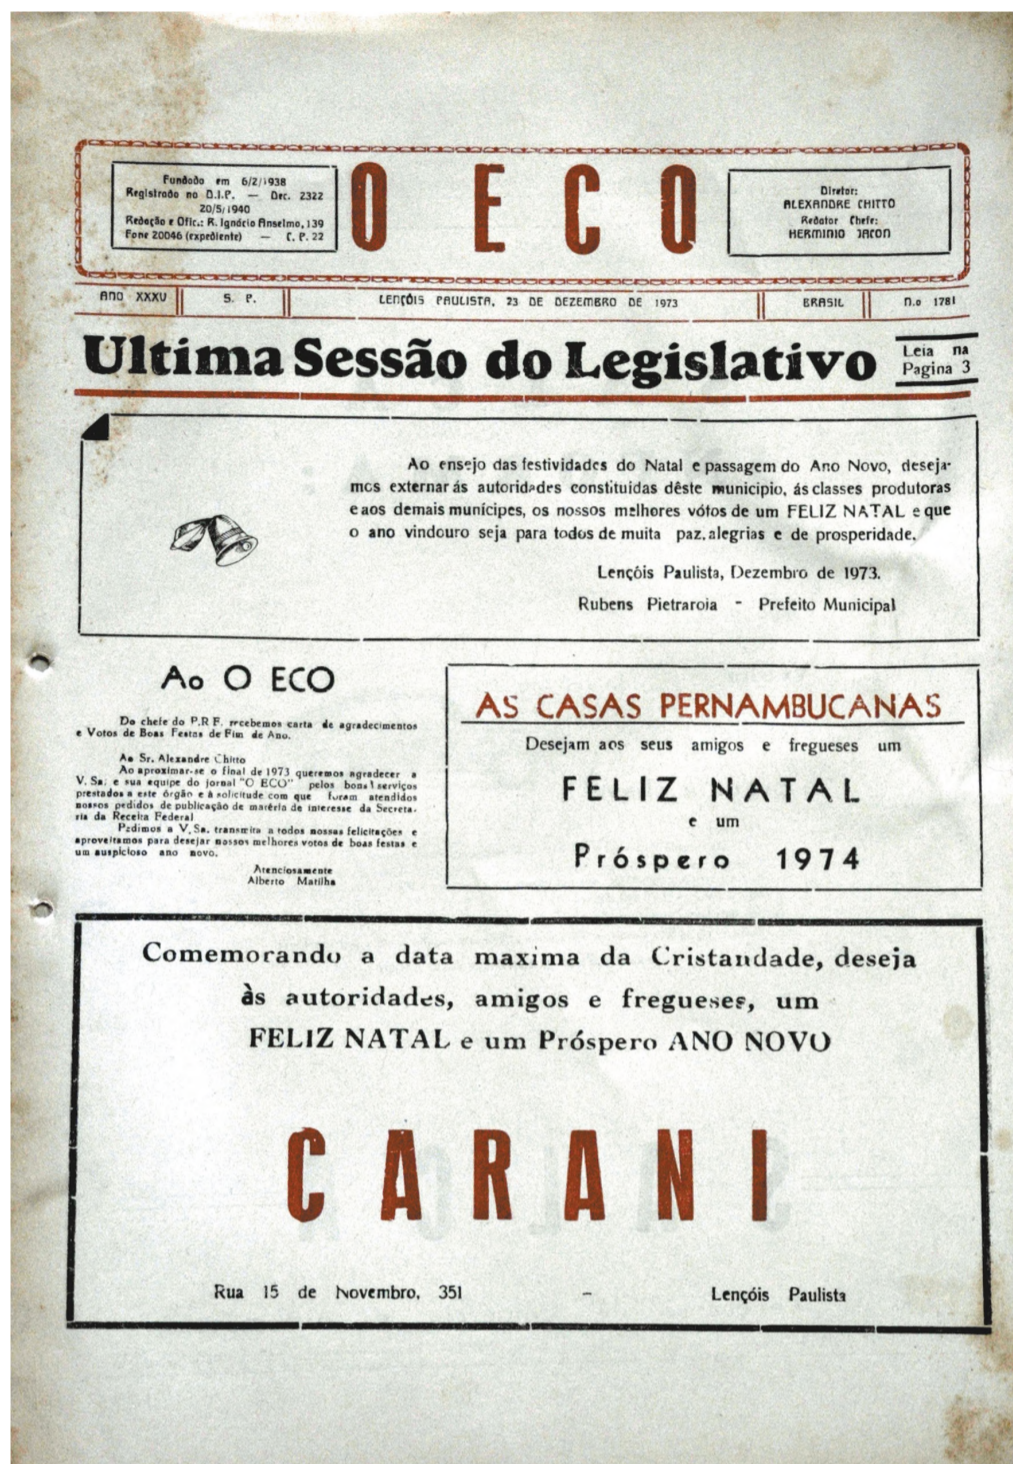 Fundado em 6/2/1938
Registrado no D.I.P. — Dec. 2322
20/5/1940
Redação e Ofic.: R. Ignácio Anselmo, 139
Fone 20046 (expediente) — C. P. 22
O ECO
Diretor:
ALEXANDRE CHITTO
Redator Chefe:
HERMINIO JACON
ANO XXXV
S. P.
LENÇÓIS PAULISTA, 23 DE DEZEMBRO DE 1973
BRASIL
N.o 1781
Ultima Sessão do Legislativo
Leia na
Pagina 3
Ao ensejo das festividades do Natal e passagem do Ano Novo, deseja-
mos externar ás autoridades constituidas dêste municipio, ás classes produtoras
e aos demais munícipes, os nossos melhores vótos de um FELIZ NATAL e que
o ano vindouro seja para todos de muita paz, alegrias e de prosperidade.
Lençóis Paulista, Dezembro de 1973.
Rubens Pietraroia - Prefeito Municipal
Ao O ECO
Do chefe do P.R F. recebemos carta de agradecimentos
e Votos de Boas Festas de Fim de Ano.
Ao Sr. Alexandre Chitto
Ao aproximar-se o final de 1973 queremos agradecer a
V. Sa. e sua equipe do jornal "O ECO" pelos bons serviços
prestados a este órgão e à solicitude com que foram atendidos
nossos pedidos de publicação de matéria de interesse da Secreta-
ria da Receita Federal
Pedimos a V. Sa. transmita a todos nossas felicitações e
aproveitamos para desejar nossos melhores votos de boas festas e
um auspicioso ano novo.
Atenciosamente
Alberto Matilha
AS CASAS PERNAMBUCANAS
Desejam aos seus amigos e fregueses um
FELIZ NATAL
e um
Próspero 1974
Comemorando a data maxima da Cristandade, deseja
às autoridades, amigos e fregueses, um
FELIZ NATAL e um Próspero ANO NOVO
CARANI
Rua 15 de Novembro, 351 - Lençóis Paulista